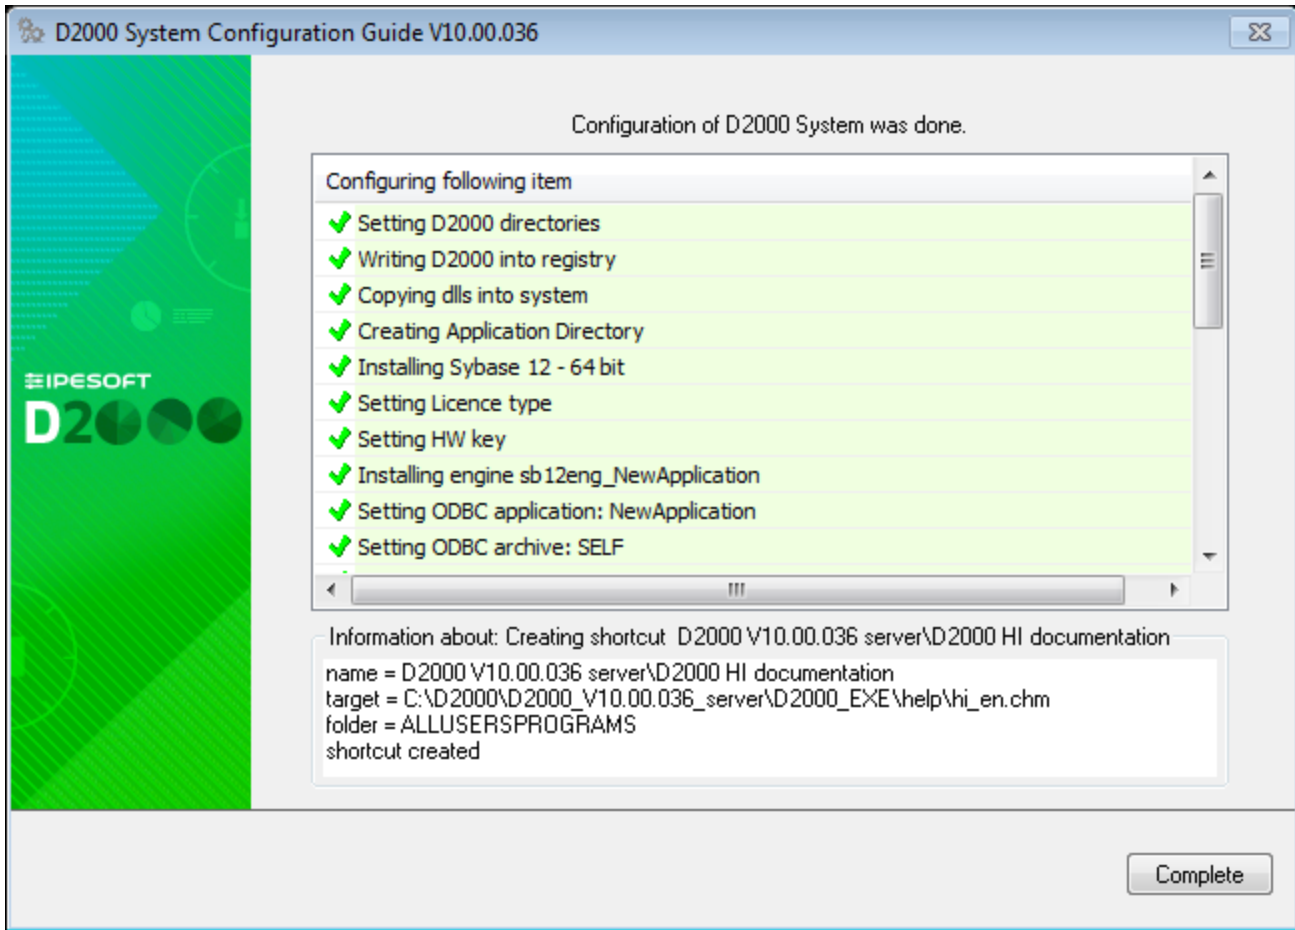 D2000 System Configuration Guide V10.00.036
Configuration of D2000 System was done.
Configuring following item
Setting D2000 directories
Writing D2000 into registry
Copying dlls into system
Creating Application Directory
Installing Sybase 12 - 64 bit
Setting Licence type
Setting HW key
Installing engine sb12eng_NewApplication
Setting ODBC application: NewApplication
Setting ODBC archive: SELF
IPESOFT
D2000
Information about: Creating shortcut D2000 V10.00.036 server\D2000 HI documentation
name = D2000 V10.00.036 server\D2000 HI documentation
target = C:\D2000\D2000_V10.00.036_server\D2000_EXE\help\hi_en.chm
folder = ALLUSERSPROGRAMS
shortcut created
Complete